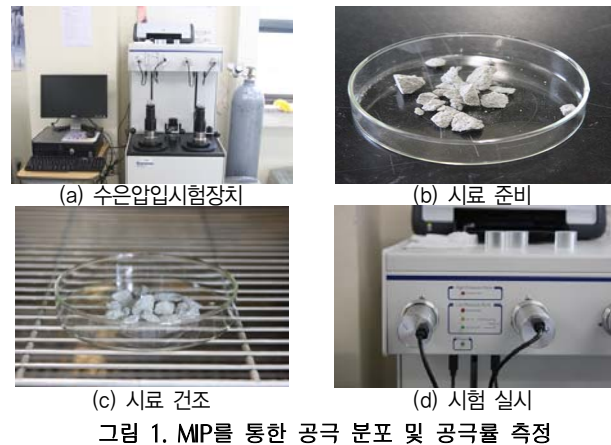 (a) 수은압입시험장치
(b) 시료 준비
(c) 시료 건조
(d) 시험 실시
그림 1. MIP를 통한 공극 분포 및 공극률 측정